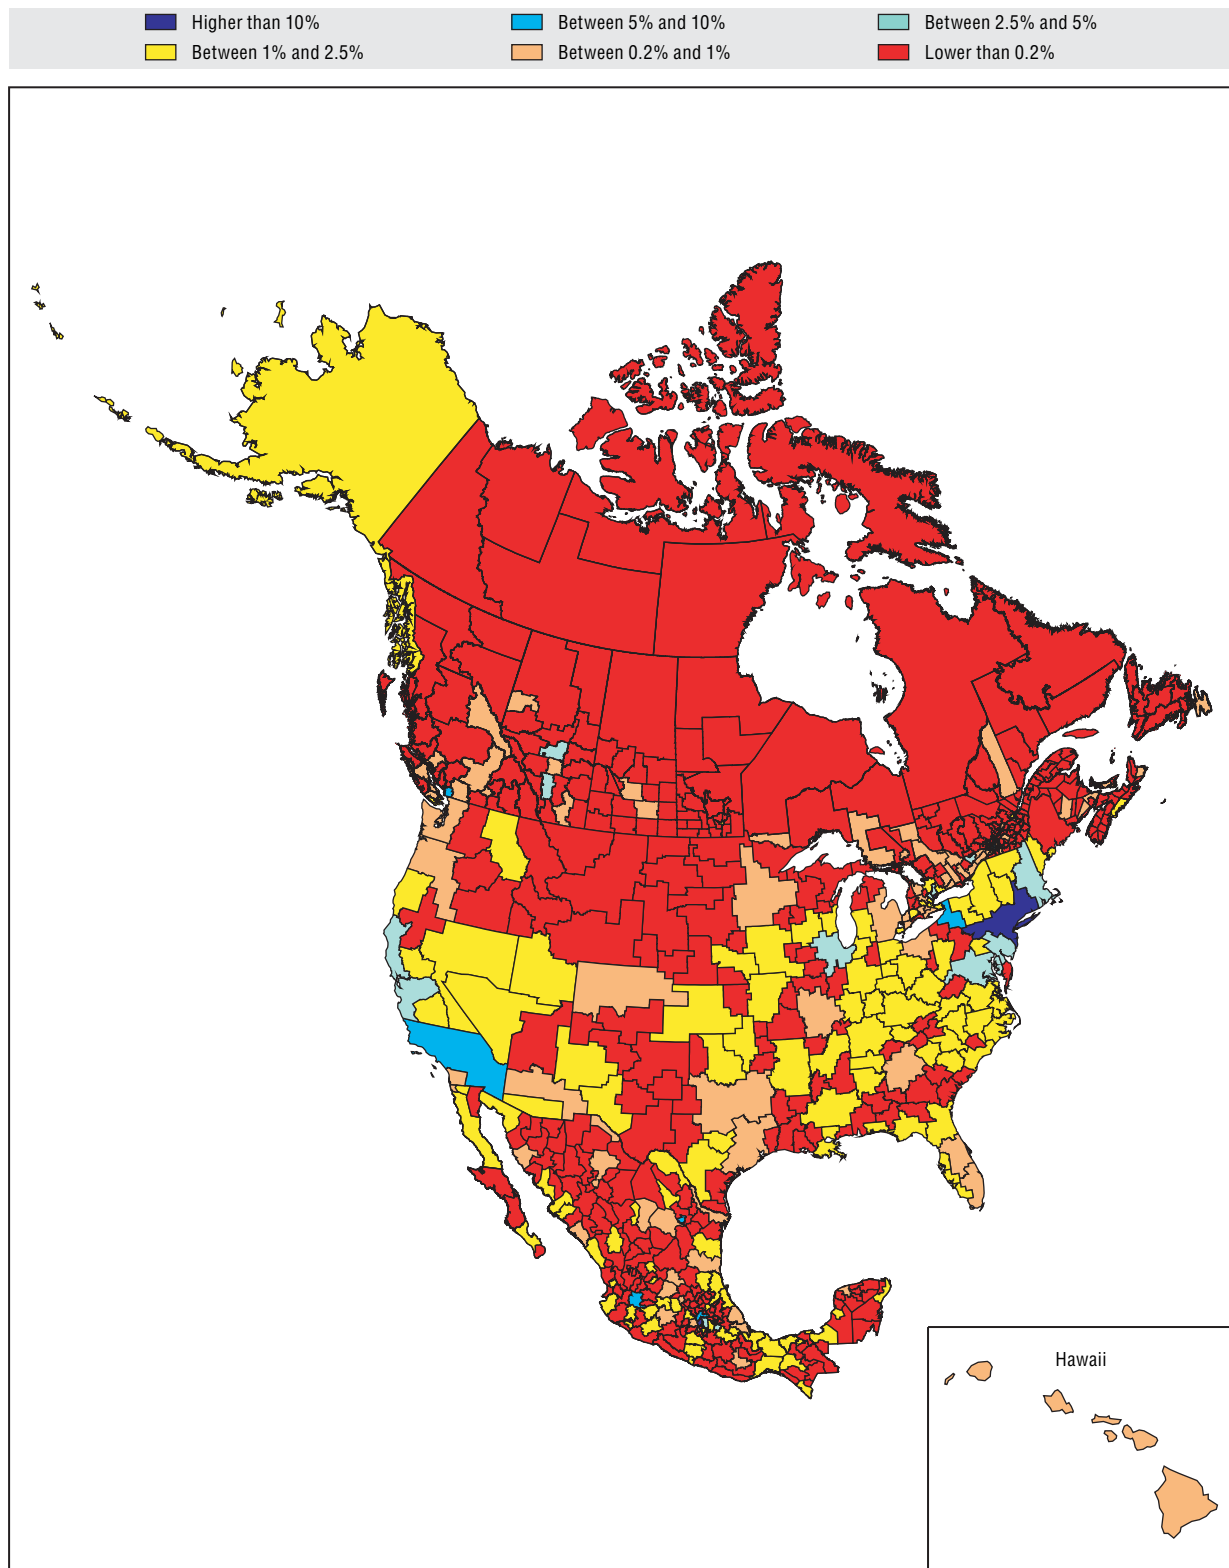 Higher than 10% Between 5% and 10% Between 2.5% and 5%
Between 1% and 2.5% Between 0.2% and 1% Lower than 0.2%
Hawaii